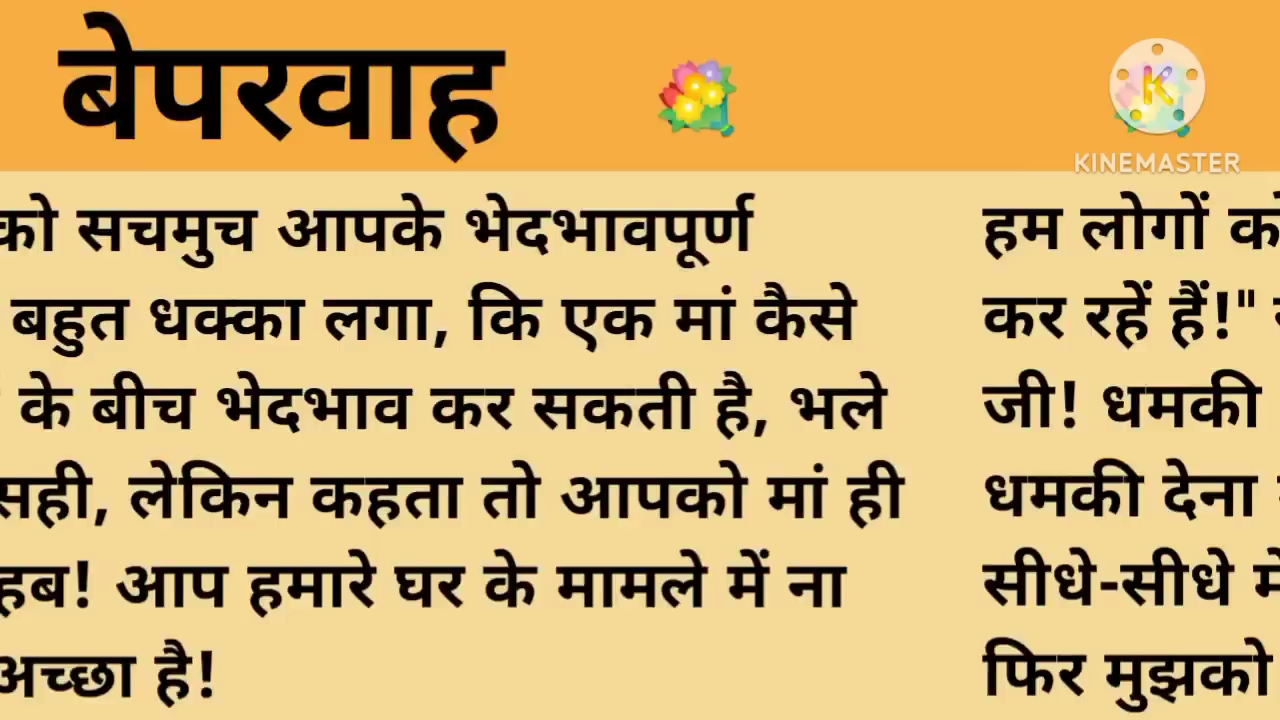 बेपरवाह
KINEMASTER
को सचमुच आपके भेदभावपूर्ण
बहुत धक्का लगा, कि एक मां कैसे
के बीच भेदभाव कर सकती है, भले
सही, लेकिन कहता तो आपको मां ही
हब! आप हमारे घर के मामले में ना
अच्छा है!
हम लोगों को
कर रहें हैं!"
जी! धमकी
धमकी देना
सीधे-सीधे में
फिर मुझको